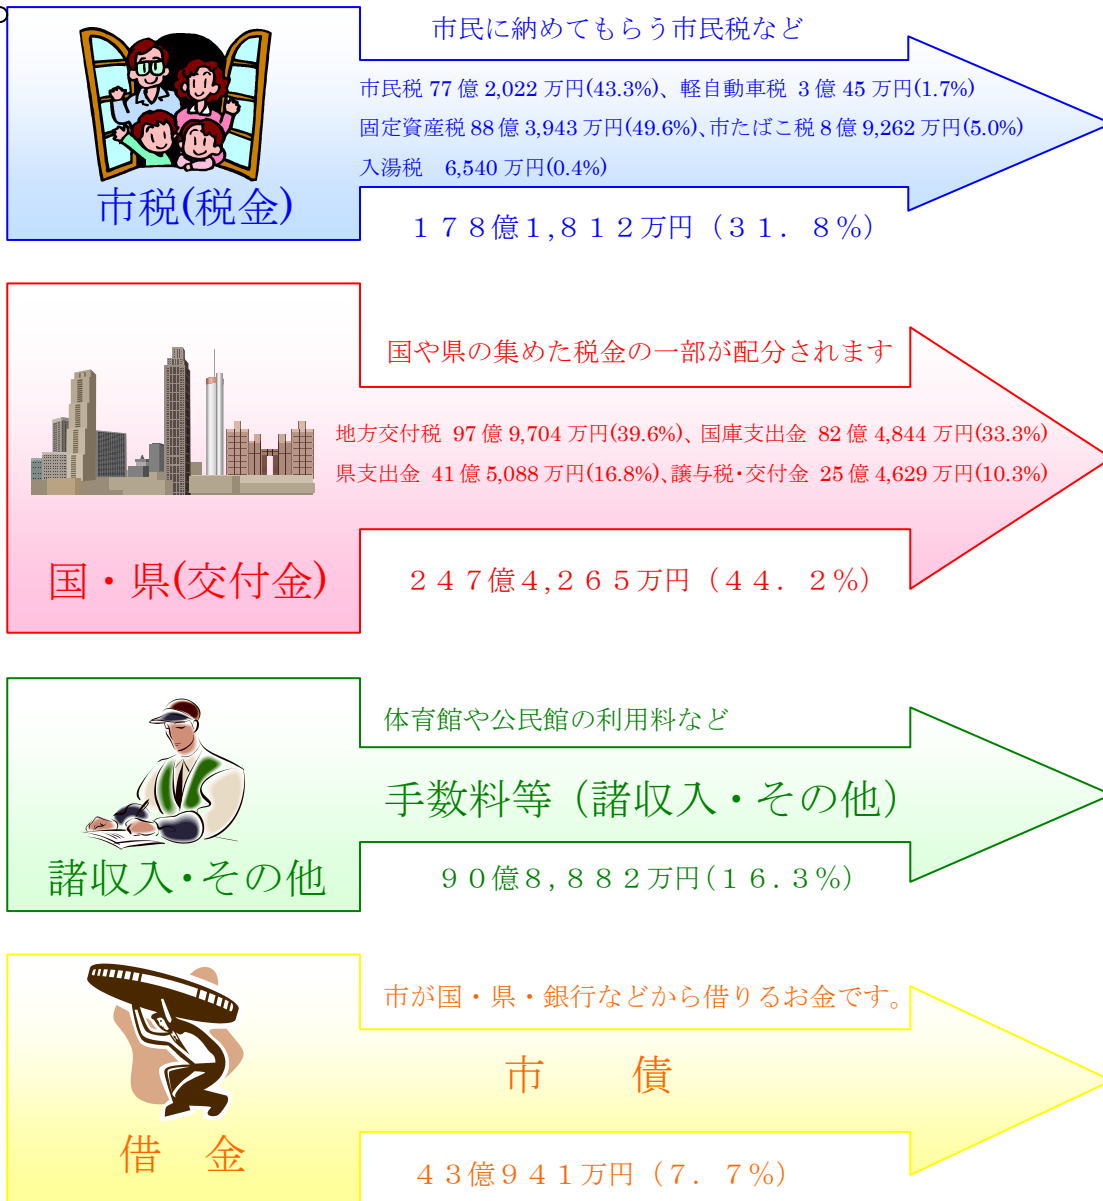 市民に納めてもらう市民税など
市民税 77 億 2,022 万円(43.3%)、軽自動車税 3 億 45 万円(1.7%)
固定資産税 88 億 3,943 万円(49.6%)、市たばこ税 8 億 9,262 万円(5.0%)
入湯税　6,540 万円(0.4%)
市税(税金)
１７８億１,８１２万円（３１．８％）
国や県の集めた税金の一部が配分されます
地方交付税 97 億 9,704 万円(39.6%)、国庫支出金 82 億 4,844 万円(33.3%)
県支出金 41 億 5,088 万円(16.8%)、譲与税・交付金 25 億 4,629 万円(10.3%)
国・県(交付金)
２４７億４,２６５万円（４４．２％）
体育館や公民館の利用料など
手数料等（諸収入・その他）
諸収入・その他
９０億８,８８２万円(１６.３％)
市が国・県・銀行などから借りるお金です。
市　　債
借　金
４３億９４１万円（７．７％）